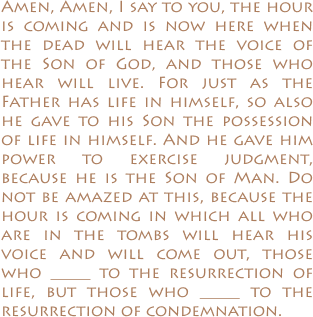 Amen, Amen, I say to you, the hour
is coming and is now here when
the dead will hear the voice of
the Son of God, and those who
hear will live. For just as the
Father has life in himself, so also
he gave to his Son the possession
of life in himself. And he gave him
power to exercise judgment,
because he is the Son of Man. Do
not be amazed at this, because the
hour is coming in which all who
are in the tombs will hear his
voice and will come out, those
who _____ to the resurrection of
life, but those who _____ to the
resurrection of condemnation.